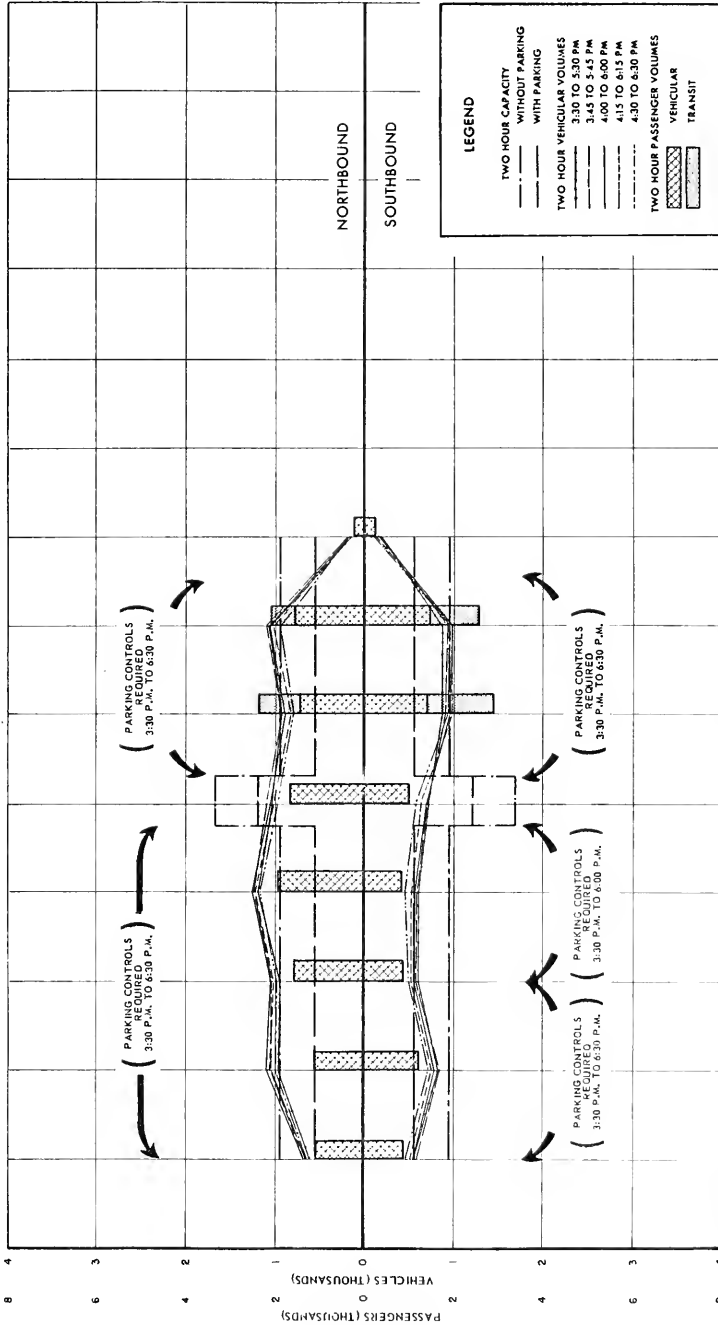 4
3
2
1
0
1
2
3
4
8
6
4
2
0
2
4
6
8
VEHICLES (THOUSANDS)
PASSENGERS (THOUSANDS)
PARKING CONTROLS
REQUIRED
3:30 P.M. TO 6:30 P.M.
PARKING CONTROLS
REQUIRED
3:30 P.M. TO 6:30 P.M.
NORTHBOUND
SOUTHBOUND
PARKING CONTROLS
REQUIRED
3:30 P.M. TO 6:30 P.M.
PARKING CONTROLS
REQUIRED
3:30 P.M. TO 6:00 P.M.
PARKING CONTROLS
REQUIRED
3:30 P.M. TO 6:30 P.M.
LEGEND
TWO HOUR CAPACITY
WITHOUT PARKING
WITH PARKING
TWO HOUR VEHICULAR VOLUMES
3:30 TO 5:30 PM
3:45 TO 5:45 PM
4:00 TO 6:00 PM
4:15 TO 6:15 PM
4:30 TO 6:30 PM
TWO HOUR PASSENGER VOLUMES
VEHICULAR
TRANSIT